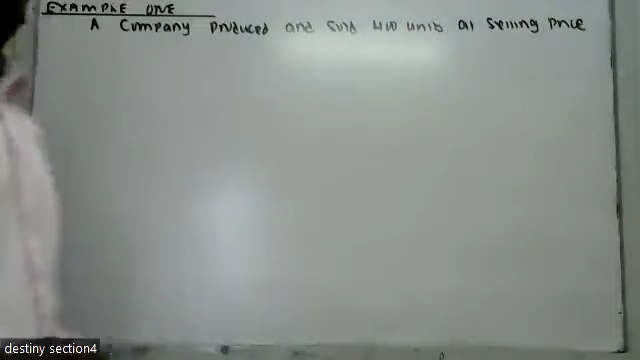 EXAMPLE ONE
A Company produced and sold 400 units at selling price
destiny section4